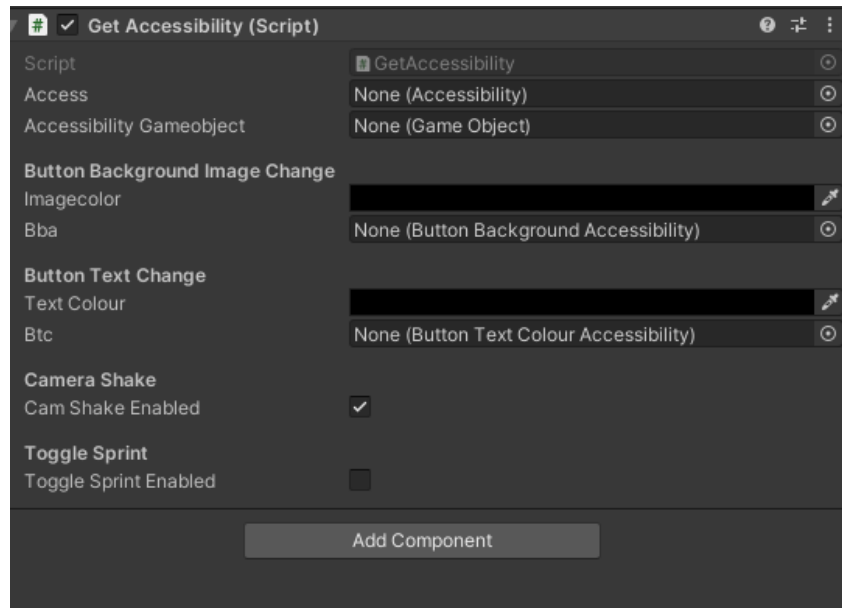 Get Accessibility (Script)
Script GetAccessibility
Access None (Accessibility)
Accessibility Gameobject None (Game Object)
Button Background Image Change
Imagecolor
Bba None (Button Background Accessibility)
Button Text Change
Text Colour
Btc None (Button Text Colour Accessibility)
Camera Shake
Cam Shake Enabled
Toggle Sprint
Toggle Sprint Enabled
Add Component